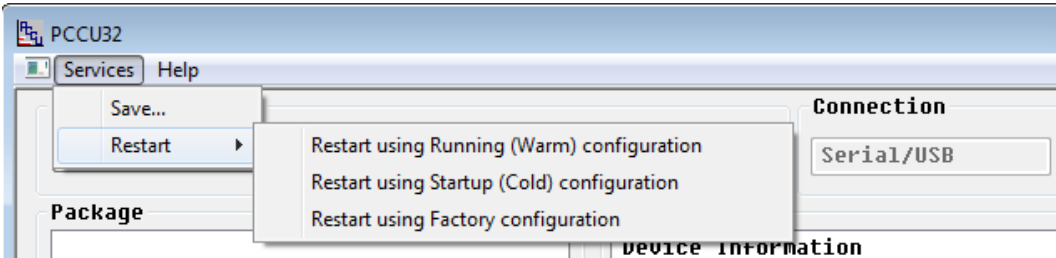 PCCU32
Services Help
Save...
Connection
Restart
Restart using Running (Warm) configuration
Serial/USB
Restart using Startup (Cold) configuration
Package
Restart using Factory configuration
Device Information